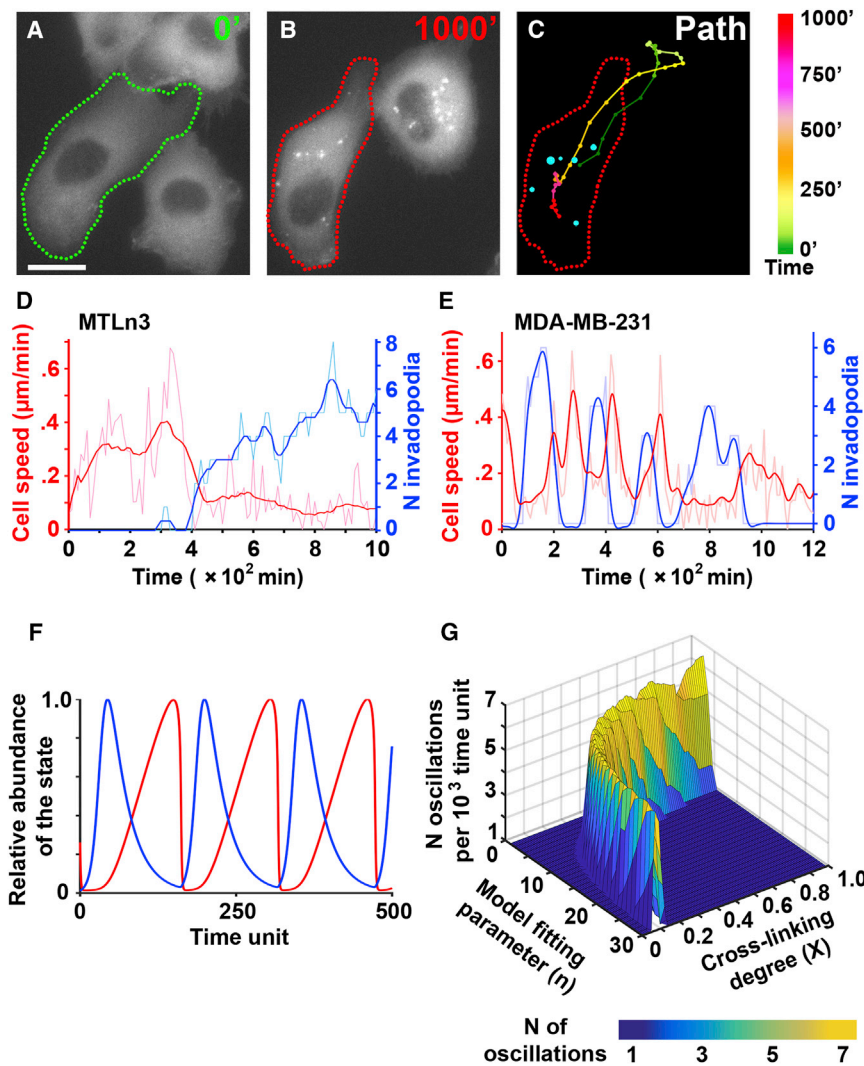 A
0'
B
1000'
C
Path
1000'
750'
500'
250'
0'
Time
D
MTLn3
Cell speed (µm/min)
.6
.4
.2
0
N invadopodia
8
6
4
2
0
0 2 4 6 8 10
Time ( × 10² min)
E
MDA-MB-231
Cell speed (µm/min)
.6
.4
.2
0
N invadopodia
6
4
2
0
0 2 4 6 8 10 12
Time ( × 10² min)
F
Relative abundance
of the state
1.0
0
0 250 500
Time unit
G
N oscillations
per 10³ time unit
7
5
3
1
0
10
20
30
Model fitting
parameter (n)
0
0.2
0.4
0.6
0.8
1.0
Cross-linking
degree (X)
N of
oscillations
1 3 5 7